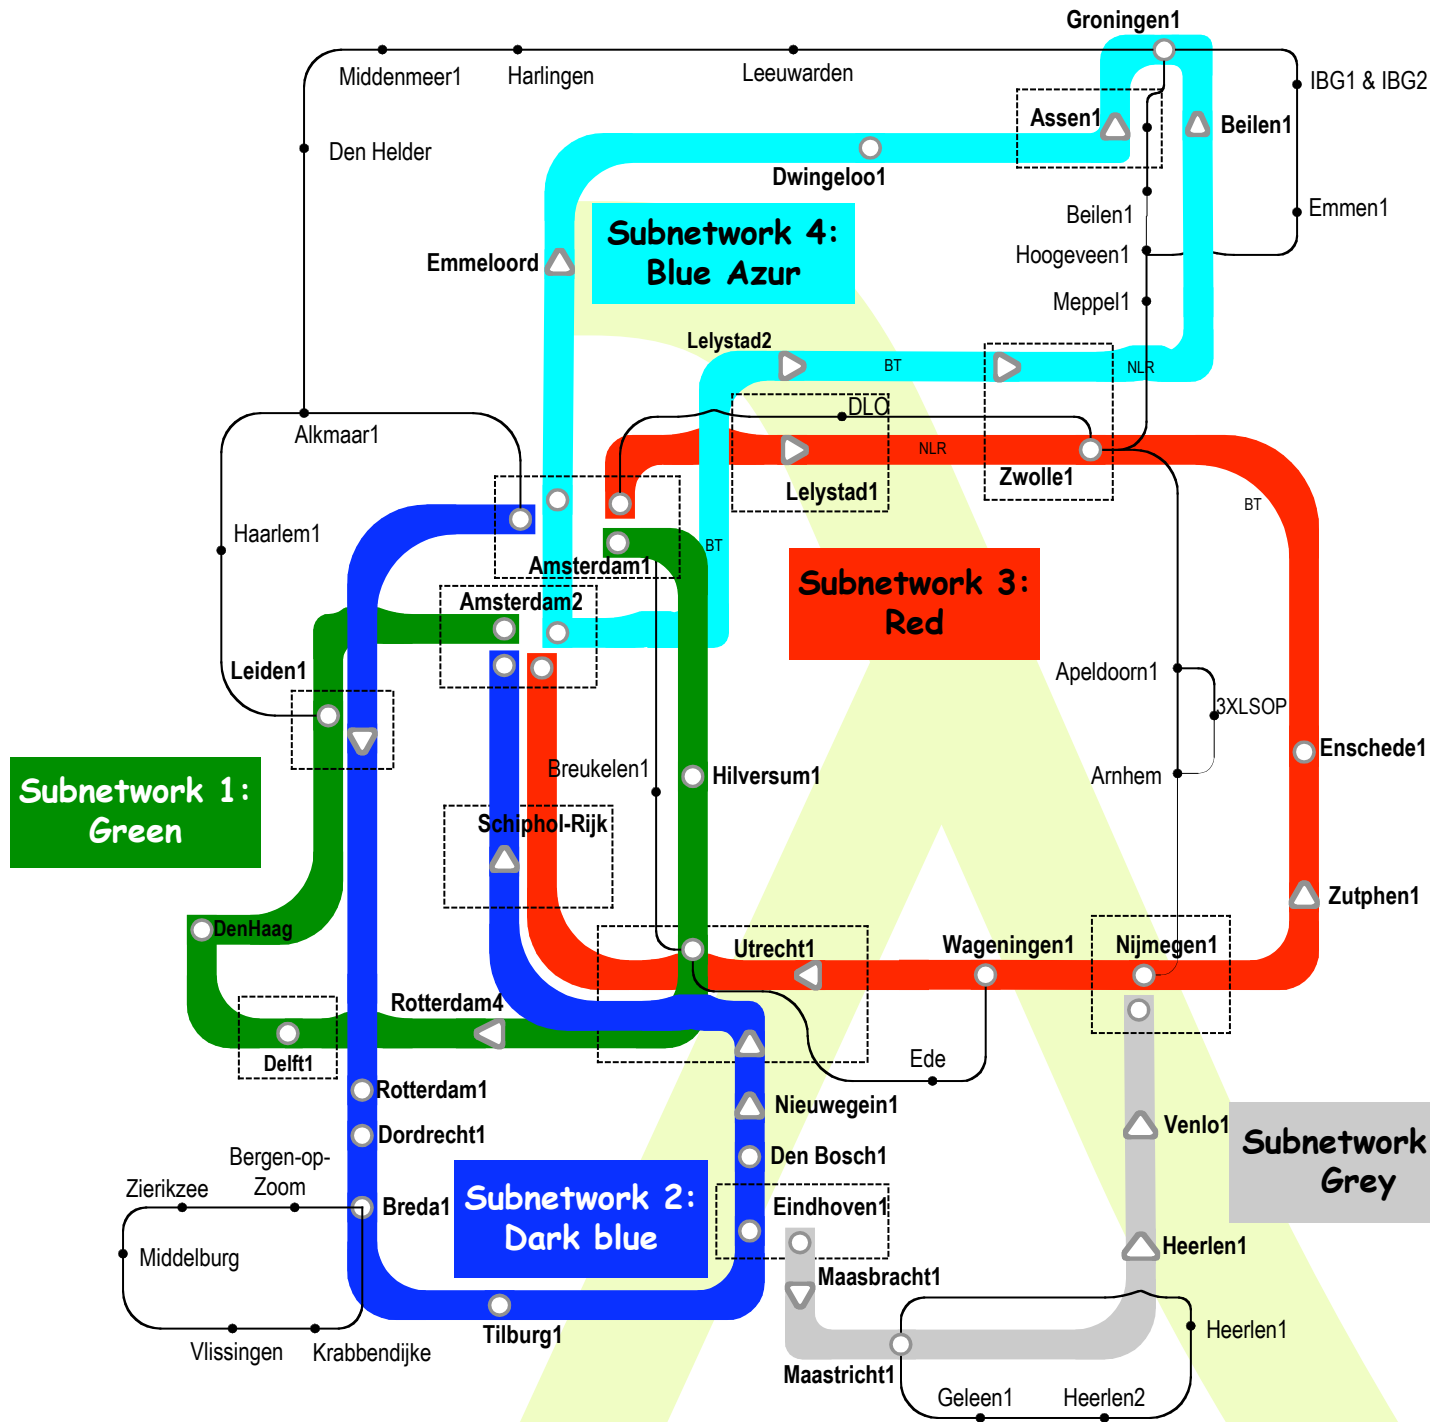 Groningen1
Middenmeer1
Harlingen
Leeuwarden
IBG1 & IBG2
Assen1
Beilen1
Den Helder
Dwingeloo1
Beilen1
Emmen1
Subnetwork 4:
Blue Azur
Emmeloord
Hoogeveen1
Meppel1
Lelystad2
BT
NLR
DLO
Alkmaar1
NLR
Zwolle1
Lelystad1
BT
Haarlem1
BT
Amsterdam1
Subnetwork 3:
Red
Amsterdam2
Leiden1
Apeldoorn1
3XLSOP
Enschede1
Breukelen1
Hilversum1
Arnhem
Subnetwork 1:
Green
Schiphol-Rijk
Zutphen1
DenHaag
Utrecht1
Wageningen1
Nijmegen1
Rotterdam4
Delft1
Ede
Rotterdam1
Nieuwegein1
Venlo1
Dordrecht1
Subnetwork
Grey
Bergen-op-
Zoom
Den Bosch1
Zierikzee
Breda1
Subnetwork 2:
Dark blue
Eindhoven1
Middelburg
Heerlen1
Maasbracht1
Tilburg1
Heerlen1
Vlissingen
Krabbendijke
Maastricht1
Geleen1
Heerlen2